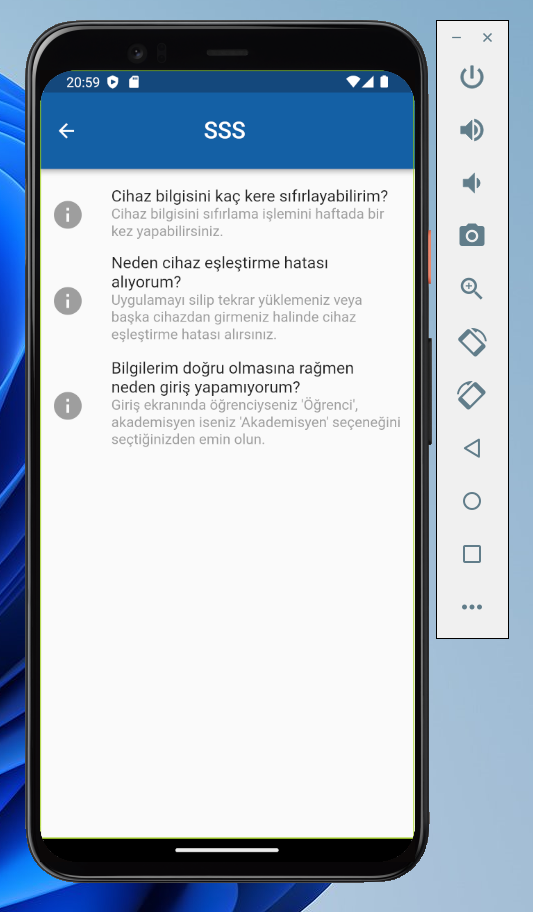 20:59
SSS
Cihaz bilgisini kaç kere sıfırlayabilirim?
Cihaz bilgisini sıfırlama işlemini haftada bir
kez yapabilirsiniz.
Neden cihaz eşleştirme hatası
alıyorum?
Uygulamayı silip tekrar yüklemeniz veya
başka cihazdan girmeniz halinde cihaz
eşleştirme hatası alırsınız.
Bilgilerim doğru olmasına rağmen
neden giriş yapamıyorum?
Giriş ekranında öğrenciyseniz 'Öğrenci',
akademisyen iseniz 'Akademisyen' seçeneğini
seçtiğinizden emin olun.